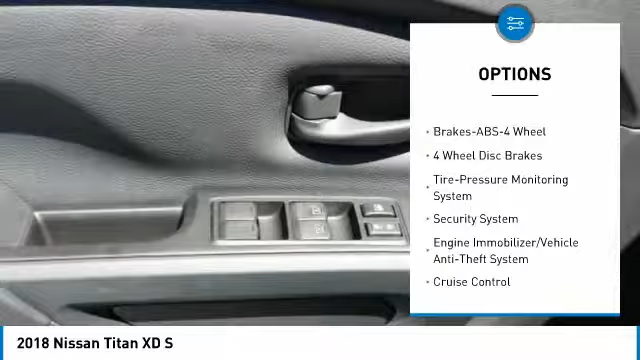 OPTIONS
• Brakes-ABS-4 Wheel
• 4 Wheel Disc Brakes
• Tire-Pressure Monitoring
System
• Security System
• Engine Immobilizer/Vehicle
Anti-Theft System
• Cruise Control
2018 Nissan Titan XD S